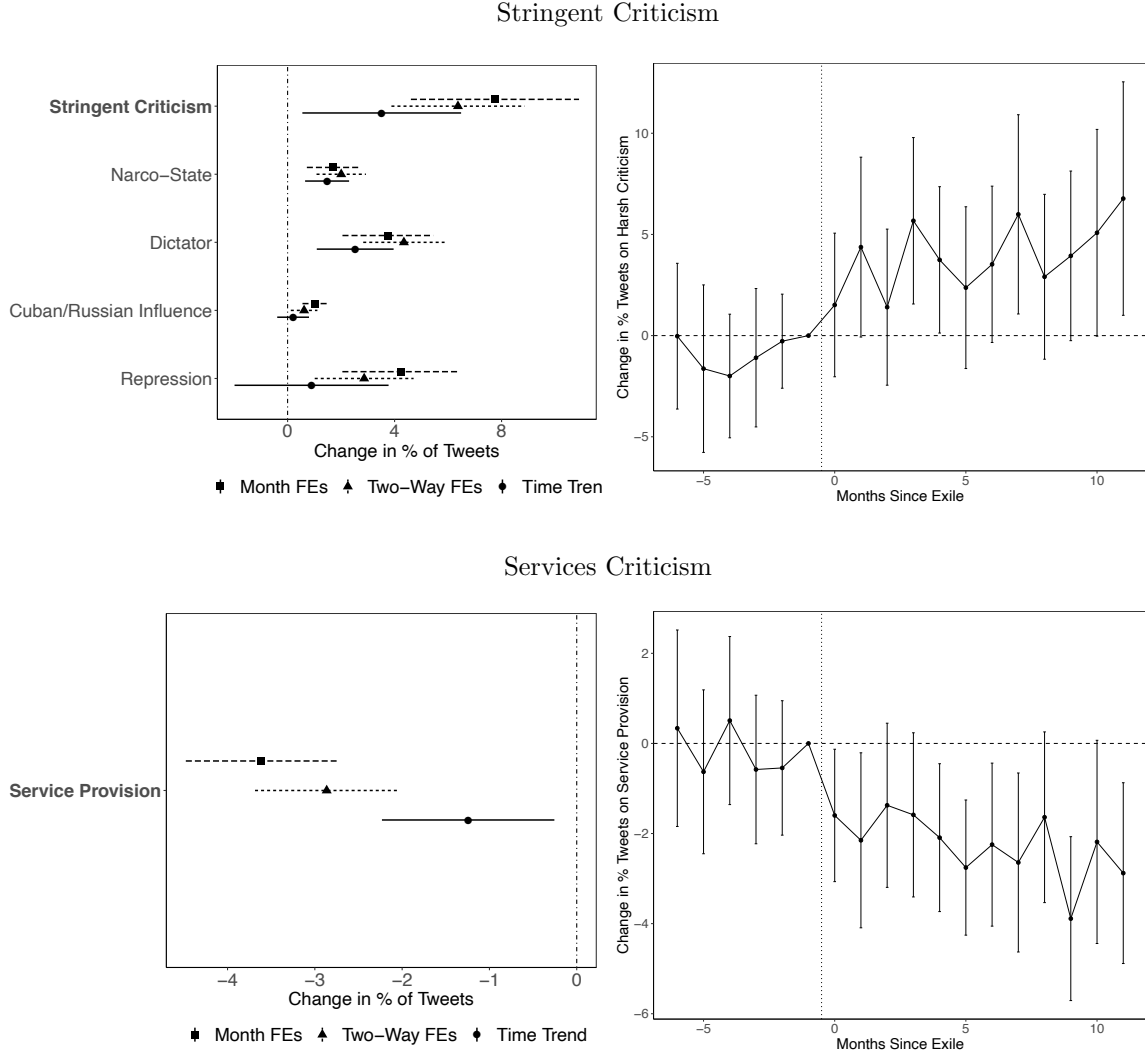 Stringent Criticism
Stringent Criticism
Narco−State
Dictator
Cuban/Russian Influence
Repression
0 4 8
Change in % of Tweets
Month FEs Two−Way FEs Time Tren
Change in % Tweets on Harsh Criticism
10
5
0
−5
−5 0 5 10
Months Since Exile
Services Criticism
Service Provision
−4 −3 −2 −1 0
Change in % of Tweets
Month FEs Two−Way FEs Time Trend
Change in % Tweets on Service Provision
2
0
−2
−4
−6
−5 0 5 10
Months Since Exile